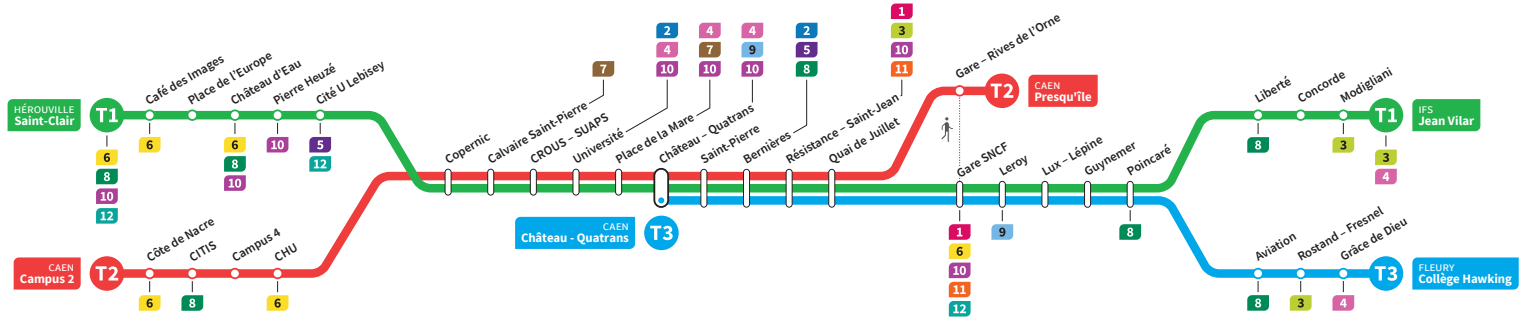 HÉROUVILLE
Saint-Clair
T1
Café des Images
Place de l'Europe
Château d'Eau
Pierre Heuzé
Cité U Lebisey
6
8
10
12
6
6
8
10
10
5
12
CAEN
Campus 2
T2
Côte de Nacre
CITIS
Campus 4
CHU
6
8
6
Copernic
Calvaire Saint-Pierre
7
CROUS – SUAPS
Université
2
4
10
Place de la Mare
4
7
10
Château – Quatrans
4
9
10
Saint-Pierre
Bernières
2
5
8
Résistance – Saint-Jean
1
3
10
11
Quai de Juillet
CAEN
Château - Quatrans
T3
Gare – Rives de l'Orne
T2
CAEN
Presqu'île
Gare SNCF
Leroy
Lux – Lépine
Guynemer
Poincaré
1
6
10
11
12
9
8
Liberté
Concorde
Modigliani
T1
IFS
Jean Vilar
8
3
3
4
Aviation
Rostand – Fresnel
Grâce de Dieu
T3
FLEURY
Collège Hawking
8
3
4